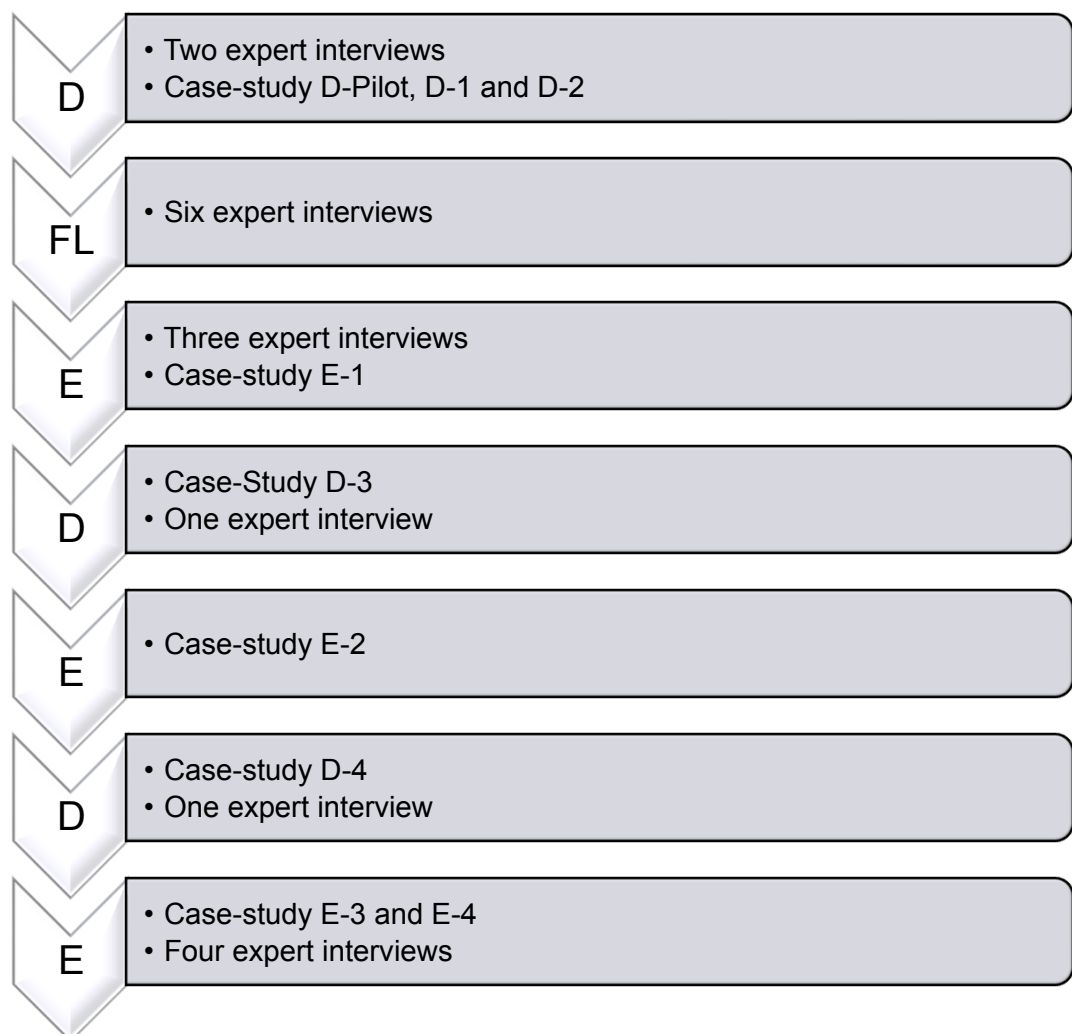 D
• Two expert interviews
• Case-study D-Pilot, D-1 and D-2
FL
• Six expert interviews
E
• Three expert interviews
• Case-study E-1
D
• Case-Study D-3
• One expert interview
E
• Case-study E-2
D
• Case-study D-4
• One expert interview
E
• Case-study E-3 and E-4
• Four expert interviews